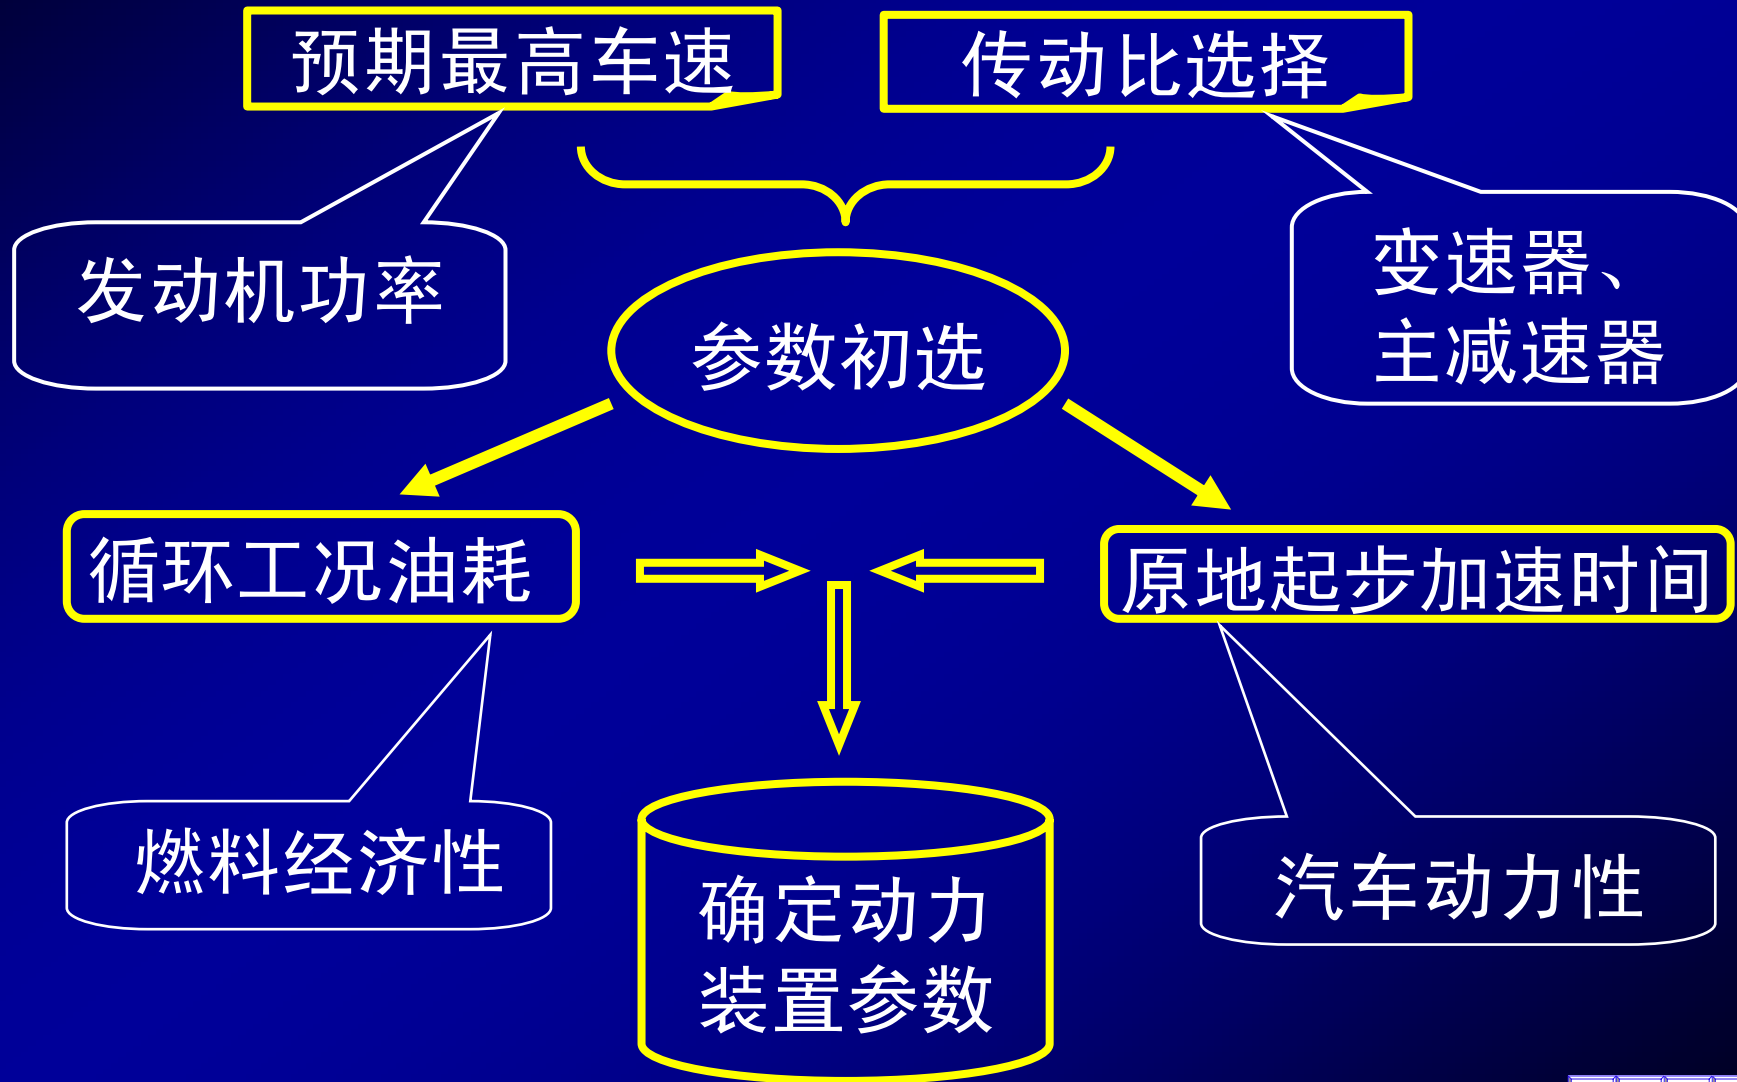 预期最高车速
传动比选择
发动机功率
变速器、
主减速器
参数初选
循环工况油耗
原地起步加速时间
燃料经济性
汽车动力性
确定动力
装置参数